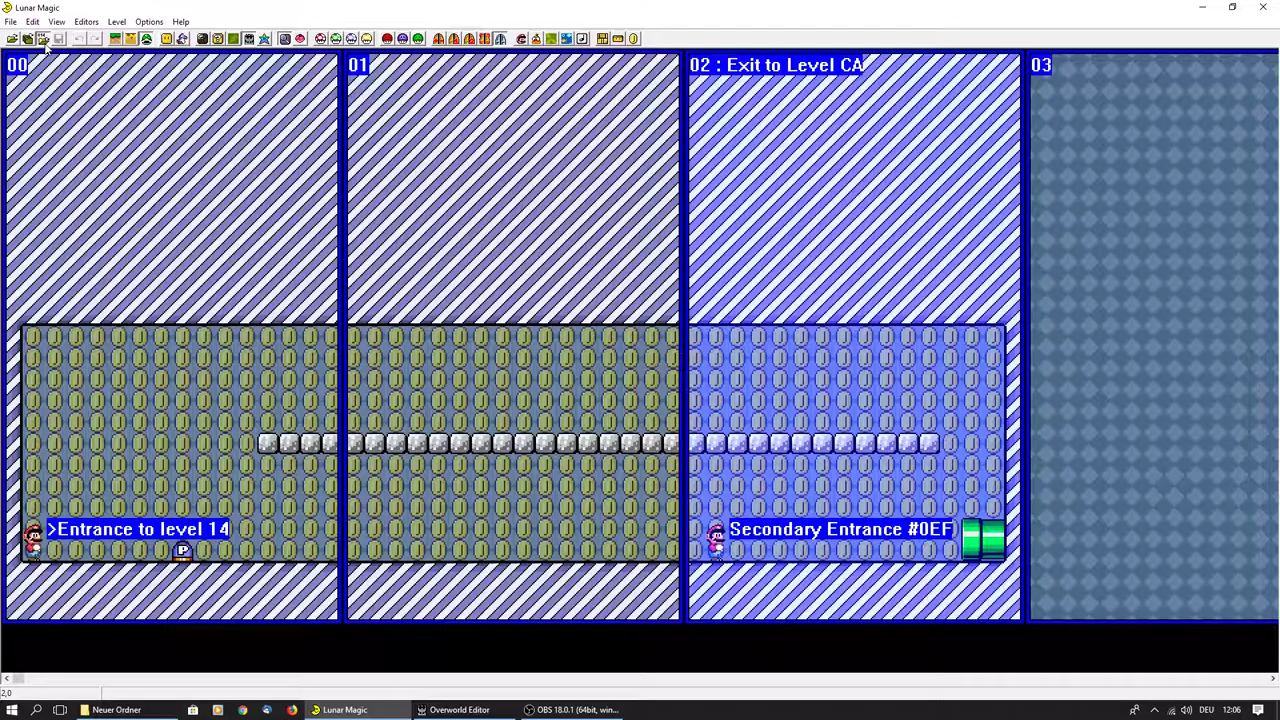 Lunar Magic
File Edit View Editors Level Options Help
00
01
02 : Exit to Level CA
03
>Entrance to level 14
P
Secondary Entrance #0EF
2,0
Neuer Ordner
Lunar Magic
Overworld Editor
OBS 18.0.1 (64bit, win...
DEU
12:06